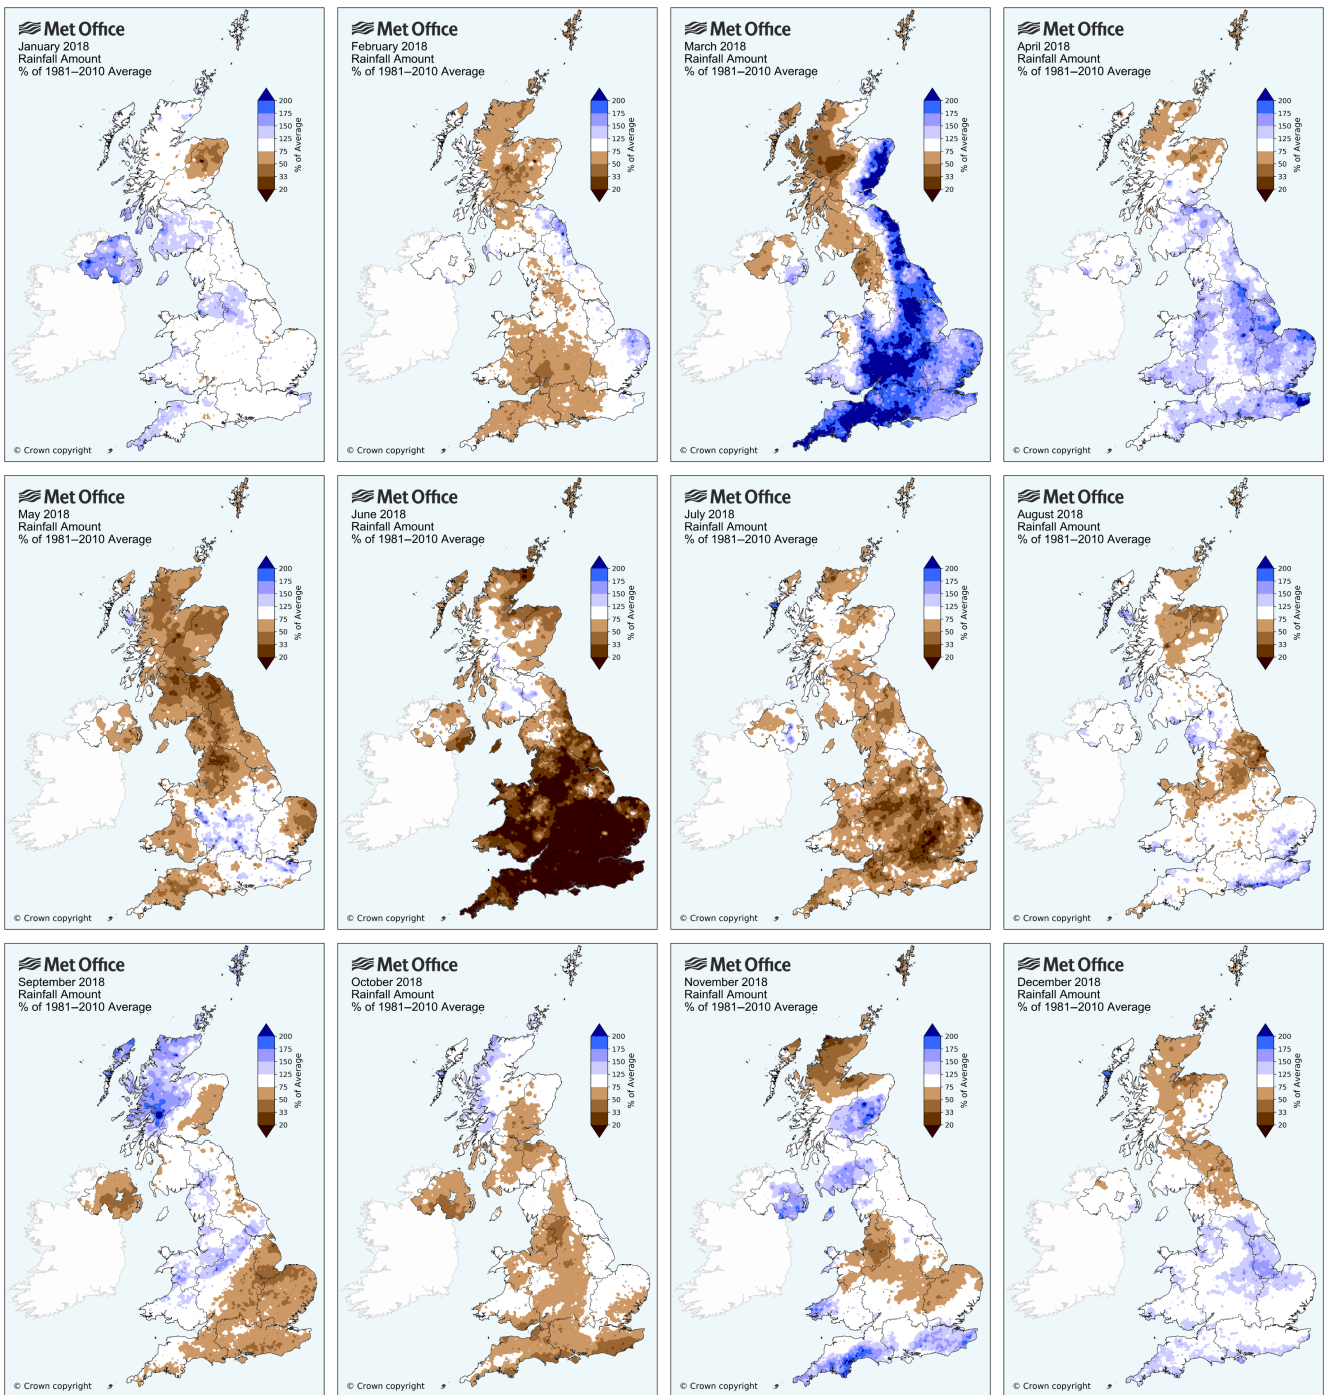 Met Office
January 2018
Rainfall Amount
% of 1981–2010 Average
200
175
150
125
75
50
33
20
% of Average
© Crown copyright
Met Office
February 2018
Rainfall Amount
% of 1981–2010 Average
200
175
150
125
75
50
33
20
% of Average
© Crown copyright
Met Office
March 2018
Rainfall Amount
% of 1981–2010 Average
200
175
150
125
75
50
33
20
% of Average
© Crown copyright
Met Office
April 2018
Rainfall Amount
% of 1981–2010 Average
200
175
150
125
75
50
33
20
% of Average
© Crown copyright
Met Office
May 2018
Rainfall Amount
% of 1981–2010 Average
200
175
150
125
75
50
33
20
% of Average
© Crown copyright
Met Office
June 2018
Rainfall Amount
% of 1981–2010 Average
200
175
150
125
75
50
33
20
% of Average
© Crown copyright
Met Office
July 2018
Rainfall Amount
% of 1981–2010 Average
200
175
150
125
75
50
33
20
% of Average
© Crown copyright
Met Office
August 2018
Rainfall Amount
% of 1981–2010 Average
200
175
150
125
75
50
33
20
% of Average
© Crown copyright
Met Office
September 2018
Rainfall Amount
% of 1981–2010 Average
200
175
150
125
75
50
33
20
% of Average
© Crown copyright
Met Office
October 2018
Rainfall Amount
% of 1981–2010 Average
200
175
150
125
75
50
33
20
% of Average
© Crown copyright
Met Office
November 2018
Rainfall Amount
% of 1981–2010 Average
200
175
150
125
75
50
33
20
% of Average
© Crown copyright
Met Office
December 2018
Rainfall Amount
% of 1981–2010 Average
200
175
150
125
75
50
33
20
% of Average
© Crown copyright